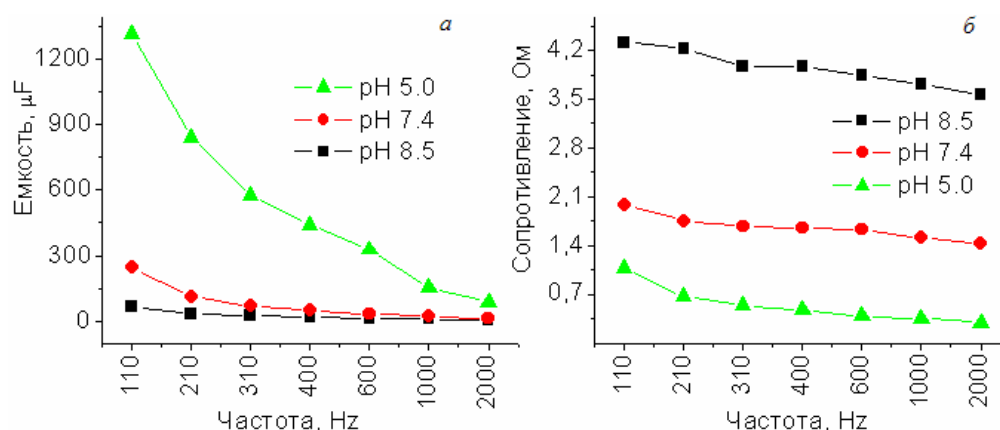 а
Емкость, µF
1200
900
600
300
0
pH 5.0
pH 7.4
pH 8.5
110
210
310
400
600
1000
2000
Частота, Hz
б
Сопротивление, Ом
4,2
3,5
2,8
2,1
1,4
0,7
pH 8.5
pH 7.4
pH 5.0
110
210
310
400
600
1000
2000
Частота, Hz